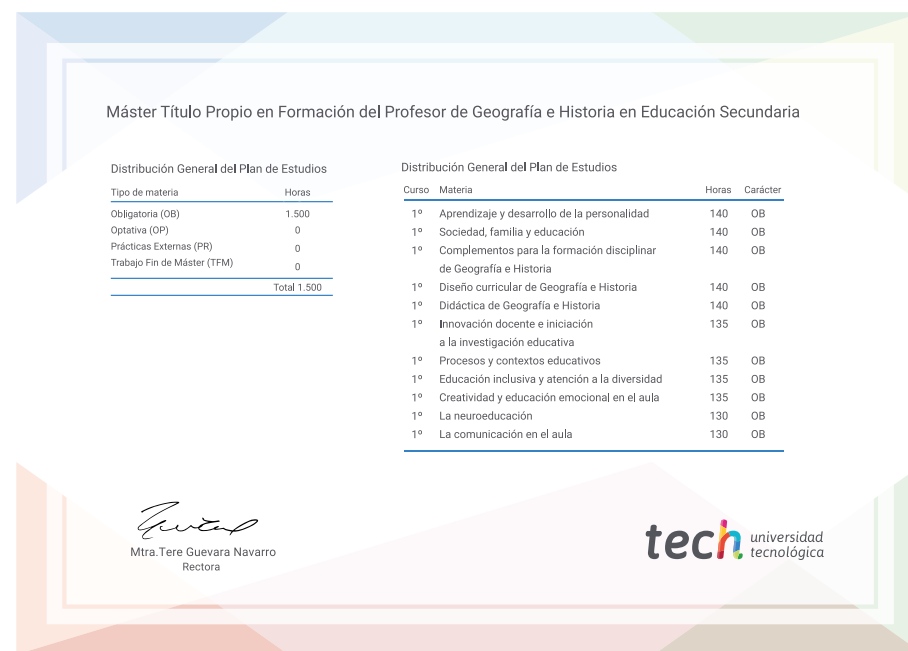 Máster Título Propio en Formación del Profesor de Geografía e Historia en Educación Secundaria
Distribución General del Plan de Estudios
Tipo de materia Horas
Obligatoria (OB) 1.500
Optativa (OP) 0
Prácticas Externas (PR) 0
Trabajo Fin de Máster (TFM) 0
Total 1.500
Distribución General del Plan de Estudios
Curso Materia Horas Carácter
1º Aprendizaje y desarrollo de la personalidad 140 OB
1º Sociedad, familia y educación 140 OB
1º Complementos para la formación disciplinar 140 OB
de Geografía e Historia
1º Diseño curricular de Geografía e Historia 140 OB
1º Didáctica de Geografía e Historia 140 OB
1º Innovación docente e iniciación 135 OB
a la investigación educativa
1º Procesos y contextos educativos 135 OB
1º Educación inclusiva y atención a la diversidad 135 OB
1º Creatividad y educación emocional en el aula 135 OB
1º La neuroeducación 130 OB
1º La comunicación en el aula 130 OB
Mtra.Tere Guevara Navarro
Rectora
tech universidad
tecnológica